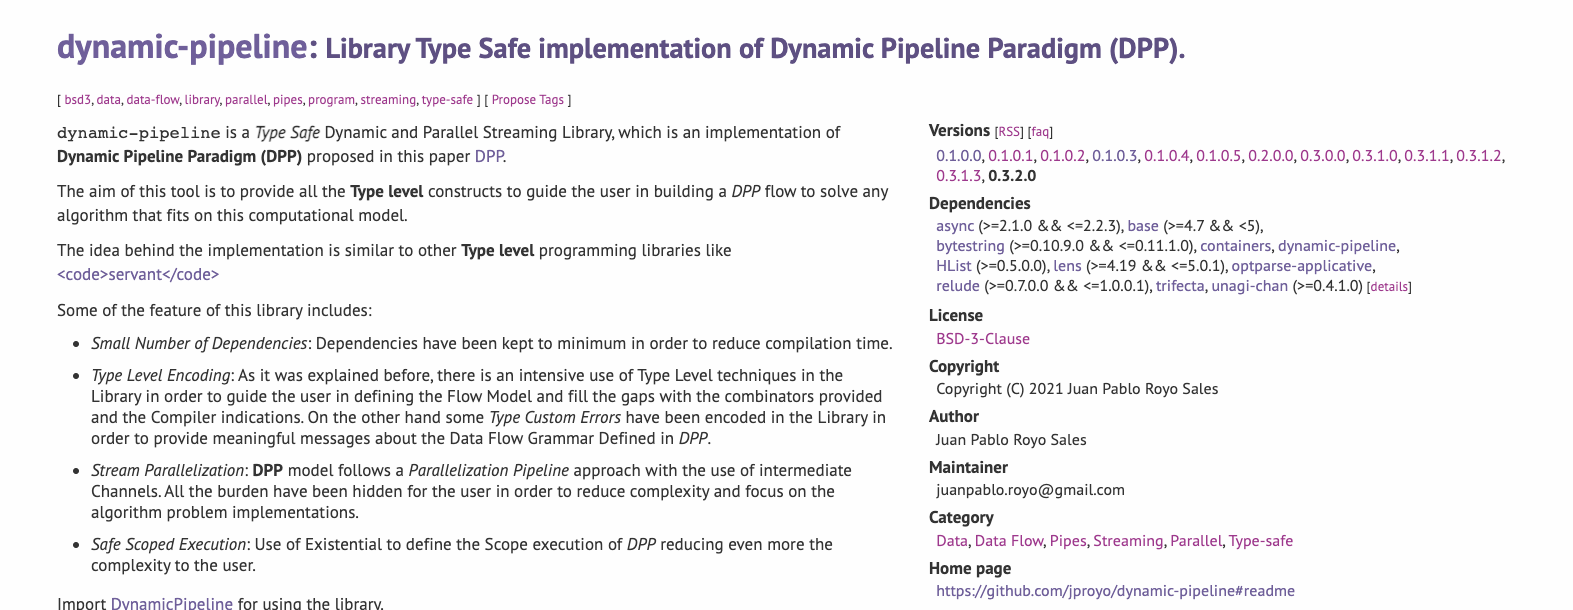 dynamic-pipeline: Library Type Safe implementation of Dynamic Pipeline Paradigm (DPP).
[ bsd3, data, data-flow, library, parallel, pipes, program, streaming, type-safe ] [ Propose Tags ]
dynamic-pipeline is a Type Safe Dynamic and Parallel Streaming Library, which is an implementation of
Dynamic Pipeline Paradigm (DPP) proposed in this paper DPP.
The aim of this tool is to provide all the Type level constructs to guide the user in building a DPP flow to solve any
algorithm that fits on this computational model.
The idea behind the implementation is similar to other Type level programming libraries like
<code>servant</code>
Some of the feature of this library includes:
• Small Number of Dependencies: Dependencies have been kept to minimum in order to reduce compilation time.
• Type Level Encoding: As it was explained before, there is an intensive use of Type Level techniques in the
Library in order to guide the user in defining the Flow Model and fill the gaps with the combinators provided
and the Compiler indications. On the other hand some Type Custom Errors have been encoded in the Library in
order to provide meaningful messages about the Data Flow Grammar Defined in DPP.
• Stream Parallelization: DPP model follows a Parallelization Pipeline approach with the use of intermediate
Channels. All the burden have been hidden for the user in order to reduce complexity and focus on the
algorithm problem implementations.
• Safe Scoped Execution: Use of Existential to define the Scope execution of DPP reducing even more the
complexity to the user.
Import DynamicPipeline for using the library.
Versions [RSS] [faq]
0.1.0.0, 0.1.0.1, 0.1.0.2, 0.1.0.3, 0.1.0.4, 0.1.0.5, 0.2.0.0, 0.3.0.0, 0.3.1.0, 0.3.1.1, 0.3.1.2,
0.3.1.3, 0.3.2.0
Dependencies
async (>=2.1.0 && <=2.2.3), base (>=4.7 && <5),
bytestring (>=0.10.9.0 && <=0.11.1.0), containers, dynamic-pipeline,
HList (>=0.5.0.0), lens (>=4.19 && <=5.0.1), optparse-applicative,
relude (>=0.7.0.0 && <=1.0.0.1), trifecta, unagi-chan (>=0.4.1.0) [details]
License
BSD-3-Clause
Copyright
Copyright (C) 2021 Juan Pablo Royo Sales
Author
Juan Pablo Royo Sales
Maintainer
juanpablo.royo@gmail.com
Category
Data, Data Flow, Pipes, Streaming, Parallel, Type-safe
Home page
https://github.com/jproyo/dynamic-pipeline#readme